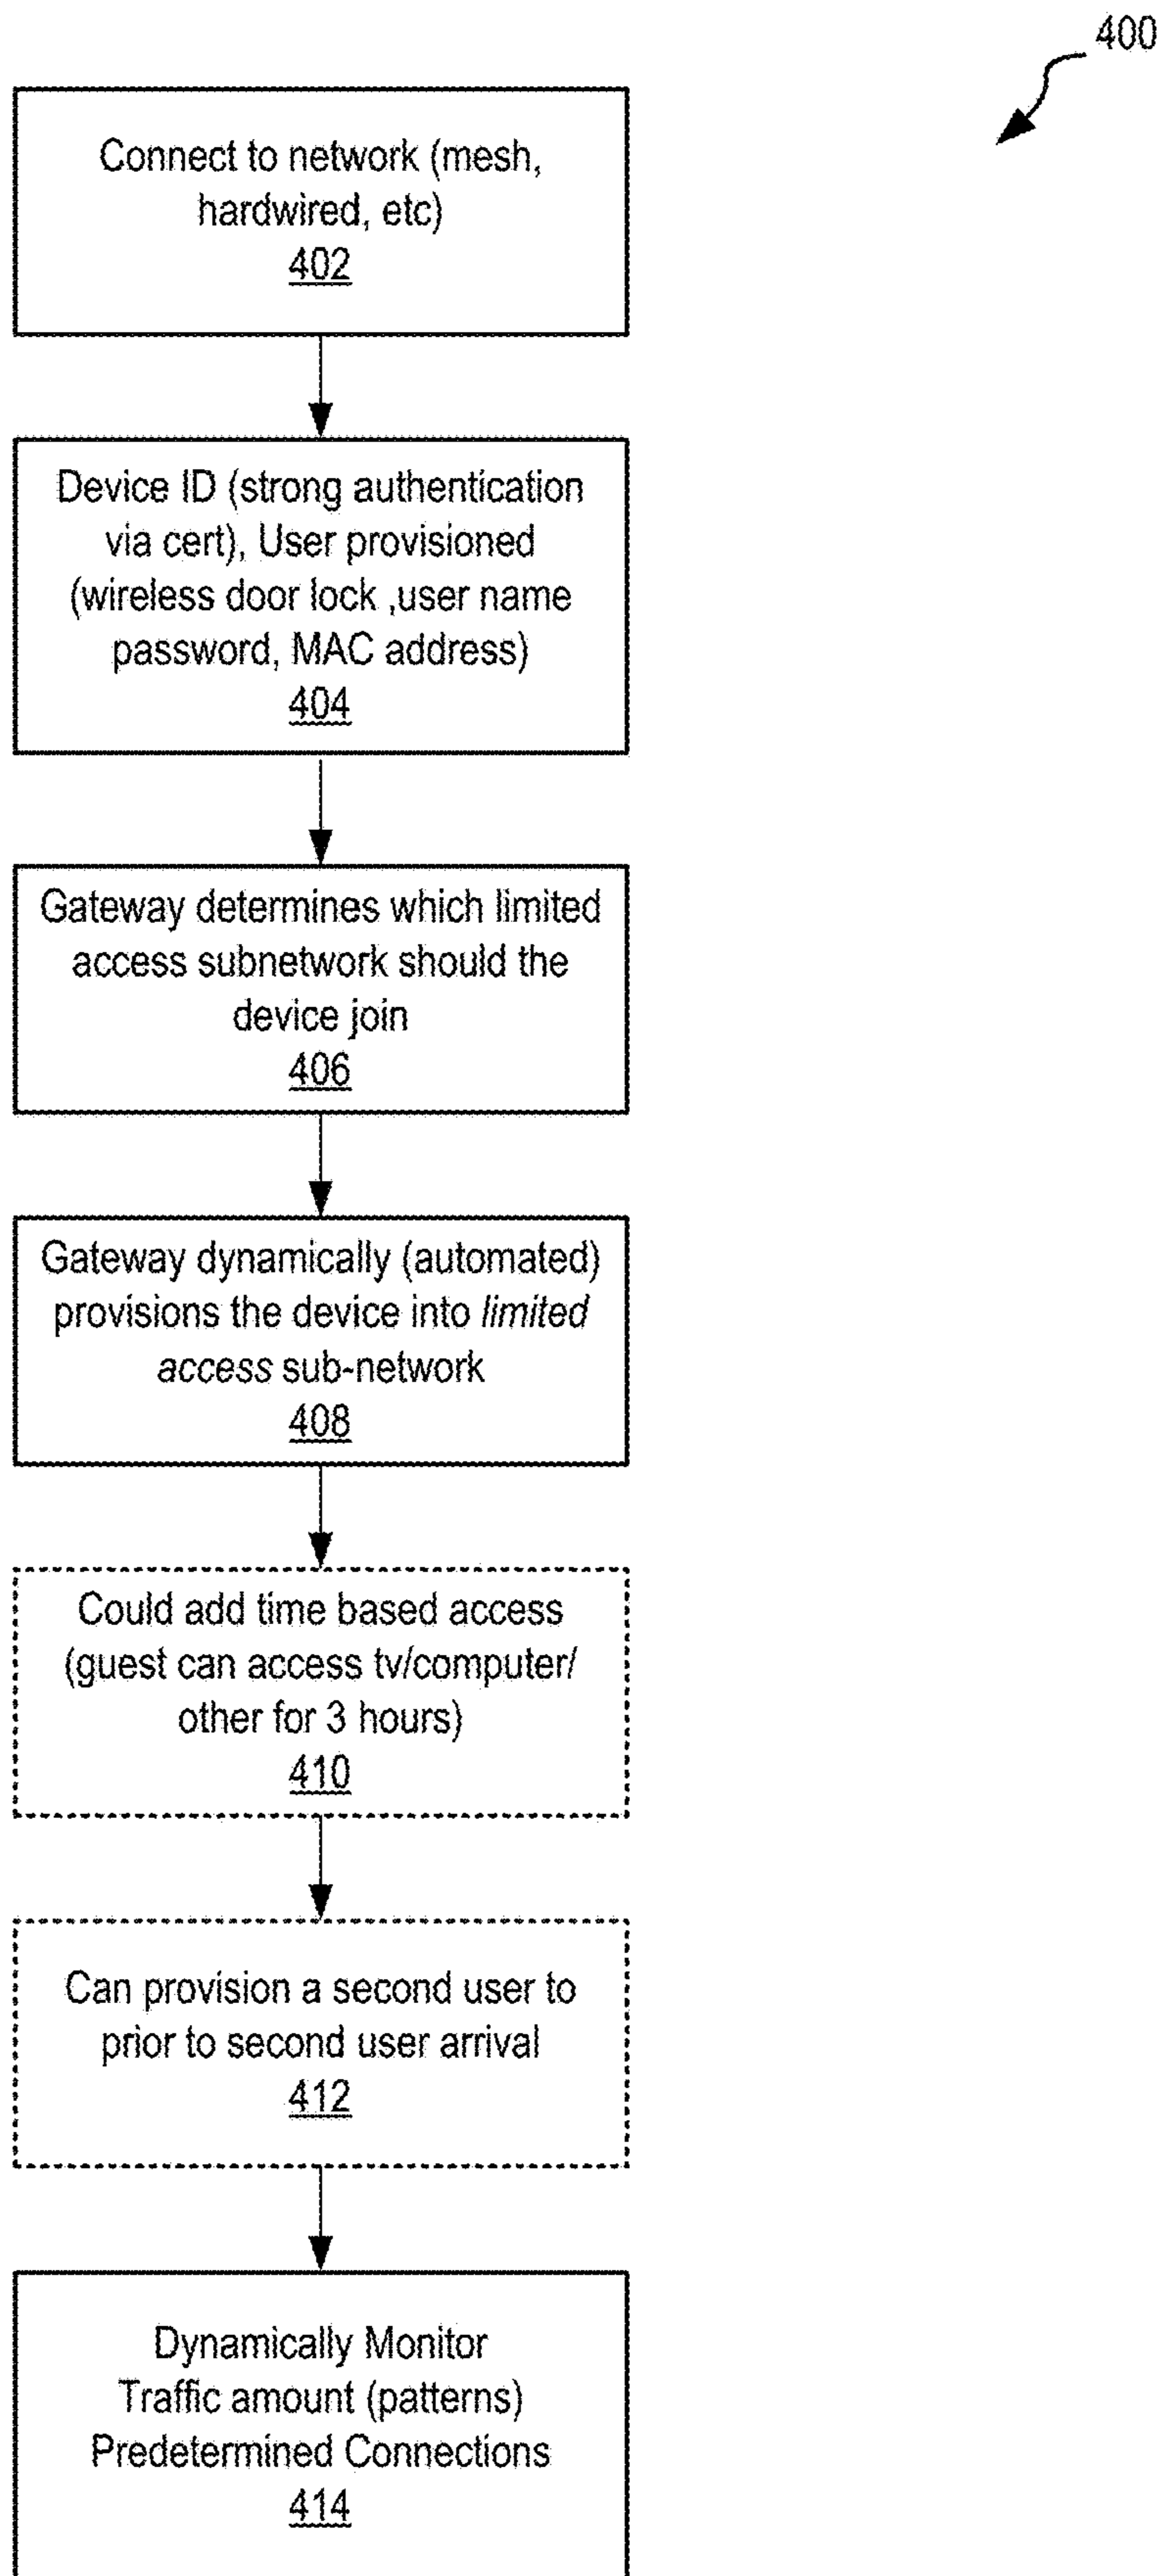 400
Connect to network (mesh,
hardwired, etc)
402
Device ID (strong authentication
via cert), User provisioned
(wireless door lock ,user name
password, MAC address)
404
Gateway determines which limited
access subnetwork should the
device join
406
Gateway dynamically (automated)
provisions the device into limited
access sub-network
408
Could add time based access
(guest can access tv/computer/
other for 3 hours)
410
Can provision a second user to
prior to second user arrival
412
Dynamically Monitor
Traffic amount (patterns)
Predetermined Connections
414